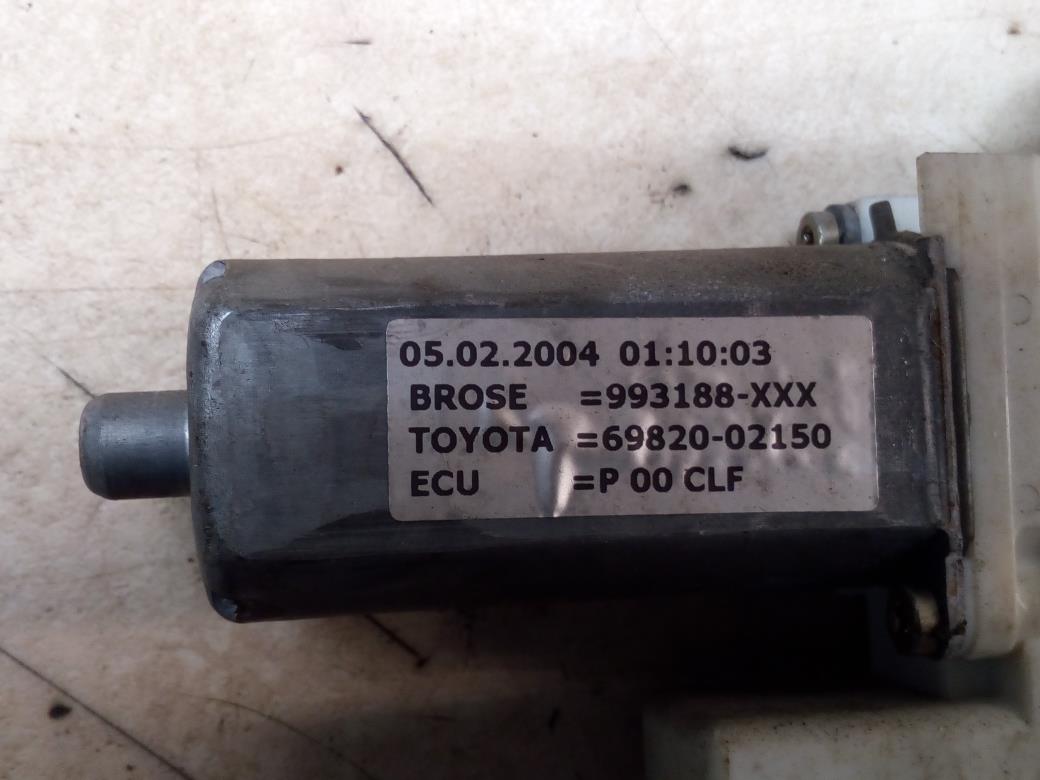 05.02.2004 01:10:03
BROSE =993188-XXX
TOYOTA =69820-02150
ECU =P 00 CLF